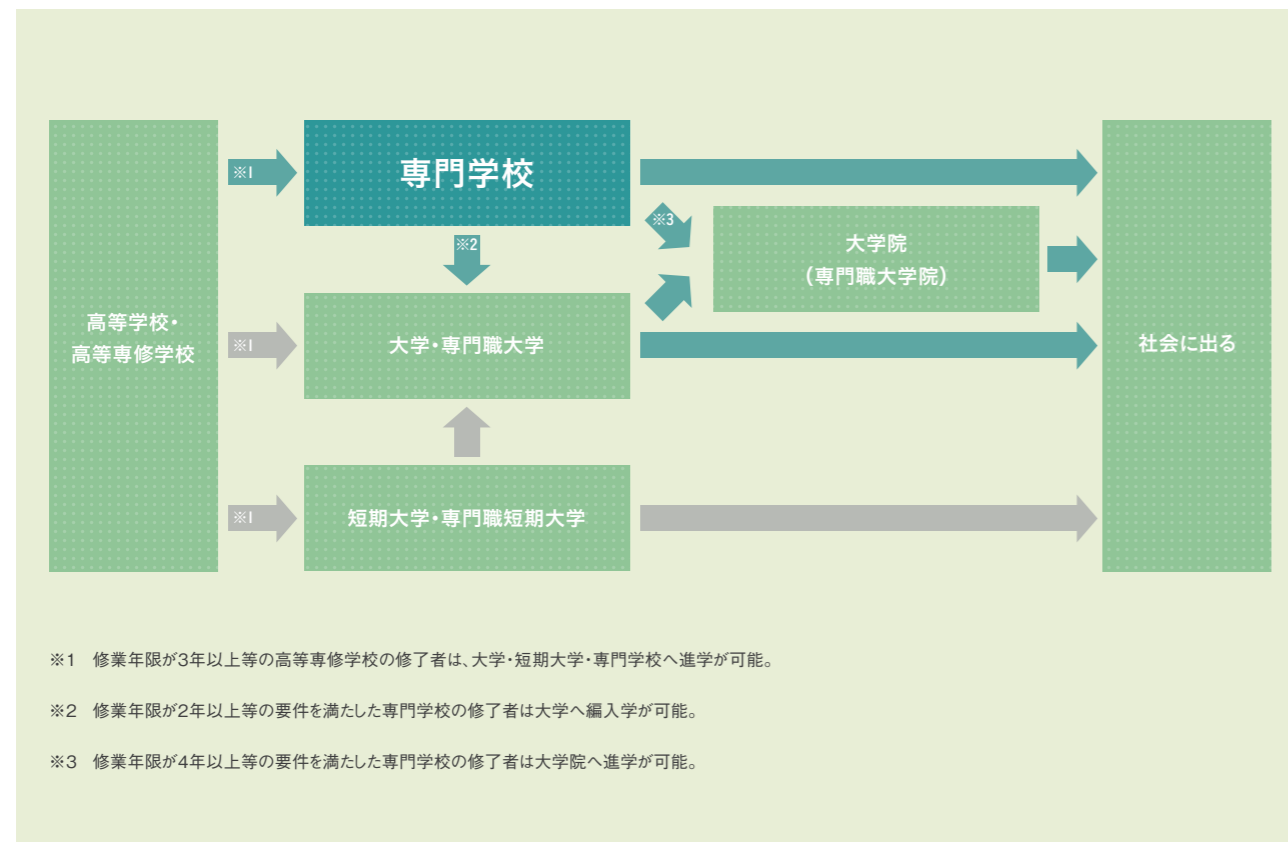 ※1
専門学校
※3
※2
大学院
（専門職大学院）
高等学校・
高等専修学校
※1
大学・専門職大学
社会に出る
※1
短期大学・専門職短期大学
※1　修業年限が3年以上等の高等専修学校の修了者は、大学・短期大学・専門学校へ進学が可能。
※2　修業年限が2年以上等の要件を満たした専門学校の修了者は大学へ編入学が可能。
※3　修業年限が4年以上等の要件を満たした専門学校の修了者は大学院へ進学が可能。